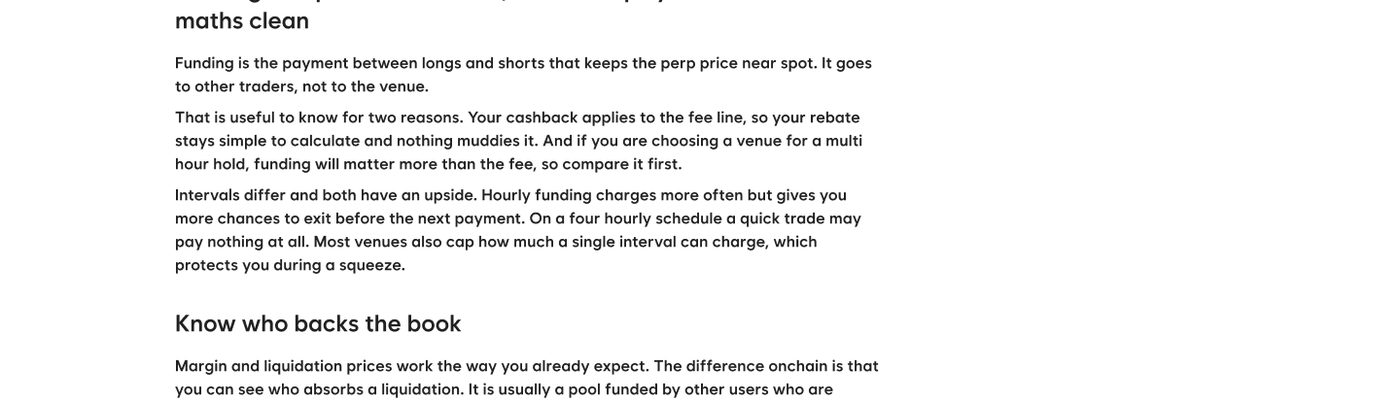 maths clean
Funding is the payment between longs and shorts that keeps the perp price near spot. It goes
to other traders, not to the venue.
That is useful to know for two reasons. Your cashback applies to the fee line, so your rebate
stays simple to calculate and nothing muddies it. And if you are choosing a venue for a multi
hour hold, funding will matter more than the fee, so compare it first.
Intervals differ and both have an upside. Hourly funding charges more often but gives you
more chances to exit before the next payment. On a four hourly schedule a quick trade may
pay nothing at all. Most venues also cap how much a single interval can charge, which
protects you during a squeeze.
Know who backs the book
Margin and liquidation prices work the way you already expect. The difference onchain is that
you can see who absorbs a liquidation. It is usually a pool funded by other users who are